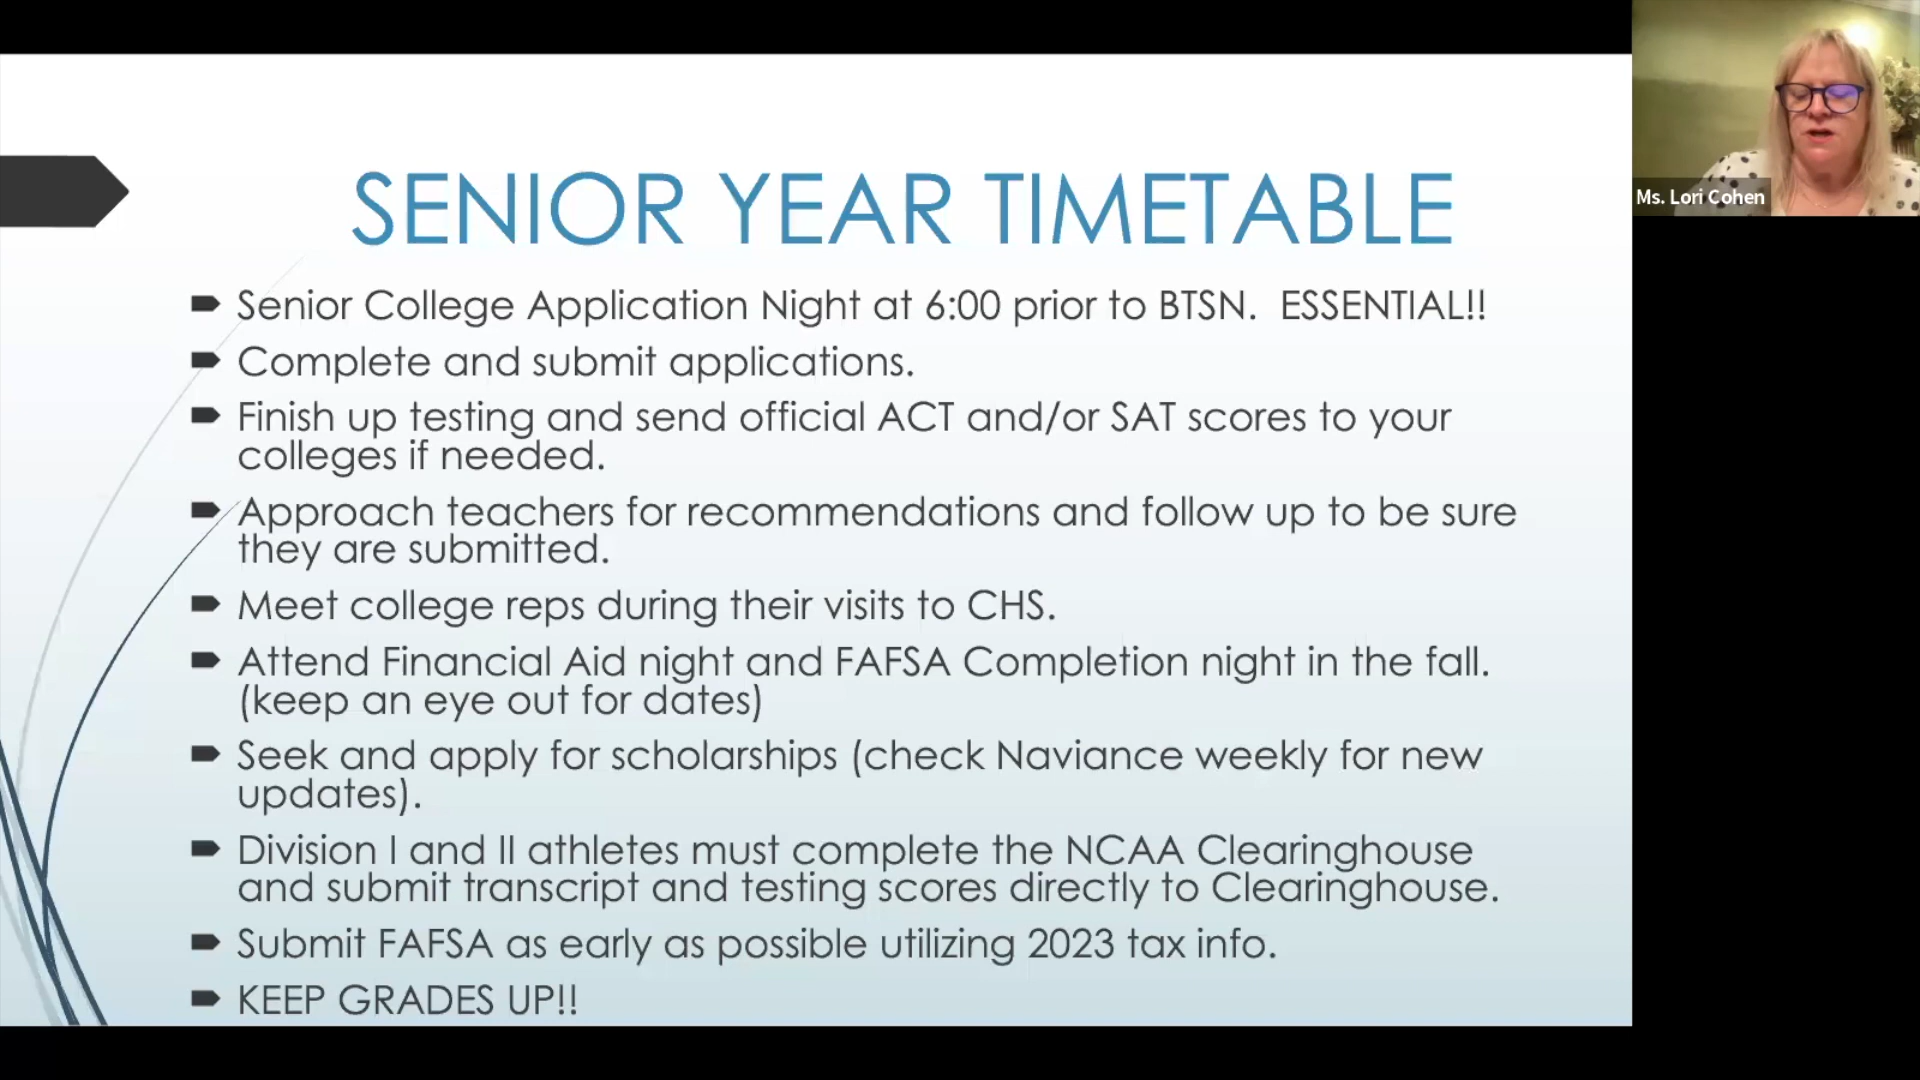 SENIOR YEAR TIMETABLE
Senior College Application Night at 6:00 prior to BTSN.  ESSENTIAL!!
Complete and submit applications.
Finish up testing and send official ACT and/or SAT scores to your
colleges if needed.
Approach teachers for recommendations and follow up to be sure
they are submitted.
Meet college reps during their visits to CHS.
Attend Financial Aid night and FAFSA Completion night in the fall.
(keep an eye out for dates)
Seek and apply for scholarships (check Naviance weekly for new
updates).
Division I and II athletes must complete the NCAA Clearinghouse
and submit transcript and testing scores directly to Clearinghouse.
Submit FAFSA as early as possible utilizing 2023 tax info.
KEEP GRADES UP!!
Ms. Lori Cohen